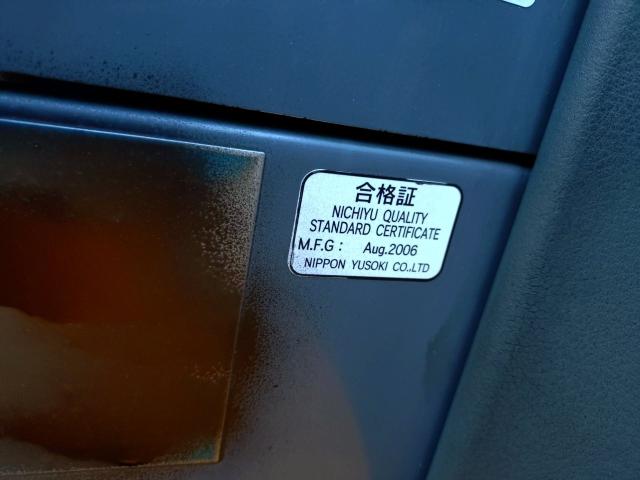 合格証
NICHIYU QUALITY
STANDARD CERTIFICATE
M.F.G : Aug.2006
NIPPON YUSOKI CO.,LTD